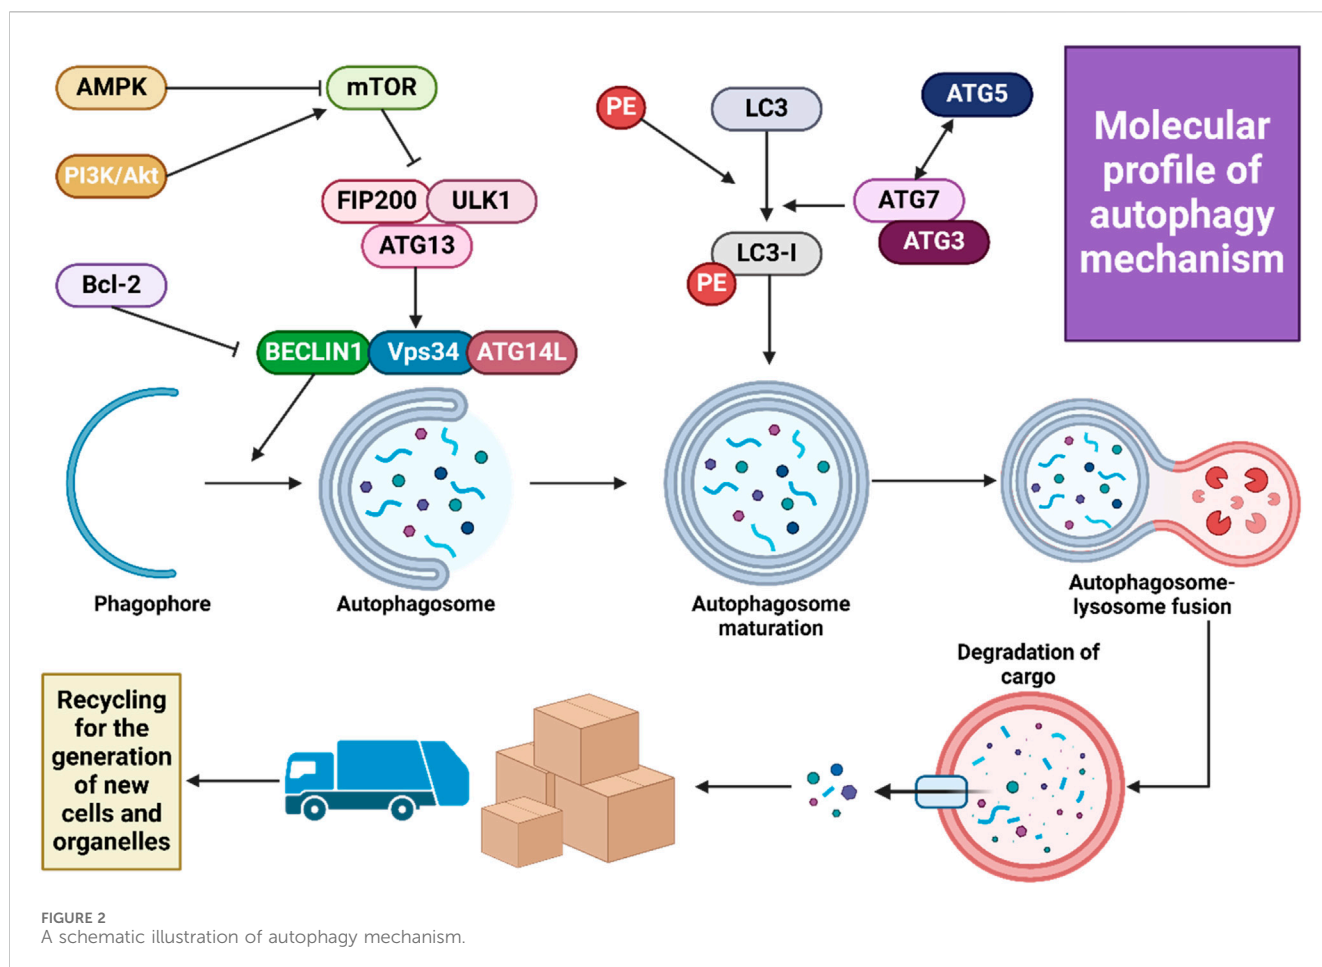 AMPK
mTOR
PI3K/Akt
FIP200
ULK1
ATG13
Bcl-2
BECLIN1
Vps34
ATG14L
PE
LC3
ATG5
ATG7
ATG3
LC3-I
PE
Molecular
profile of
autophagy
mechanism
Phagophore
Autophagosome
Autophagosome
maturation
Autophagosome-
lysosome fusion
Degradation of
cargo
Recycling
for the
generation
of new
cells and
organelles
FIGURE 2
A schematic illustration of autophagy mechanism.